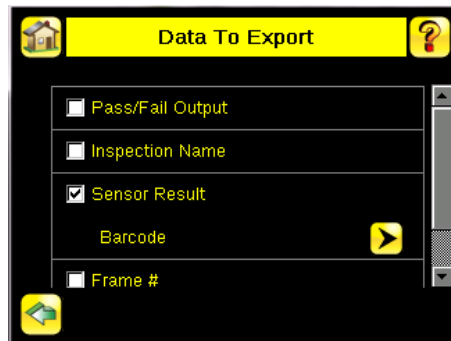 Data To Export
Pass/Fail Output
Inspection Name
Sensor Result
Barcode
Frame #